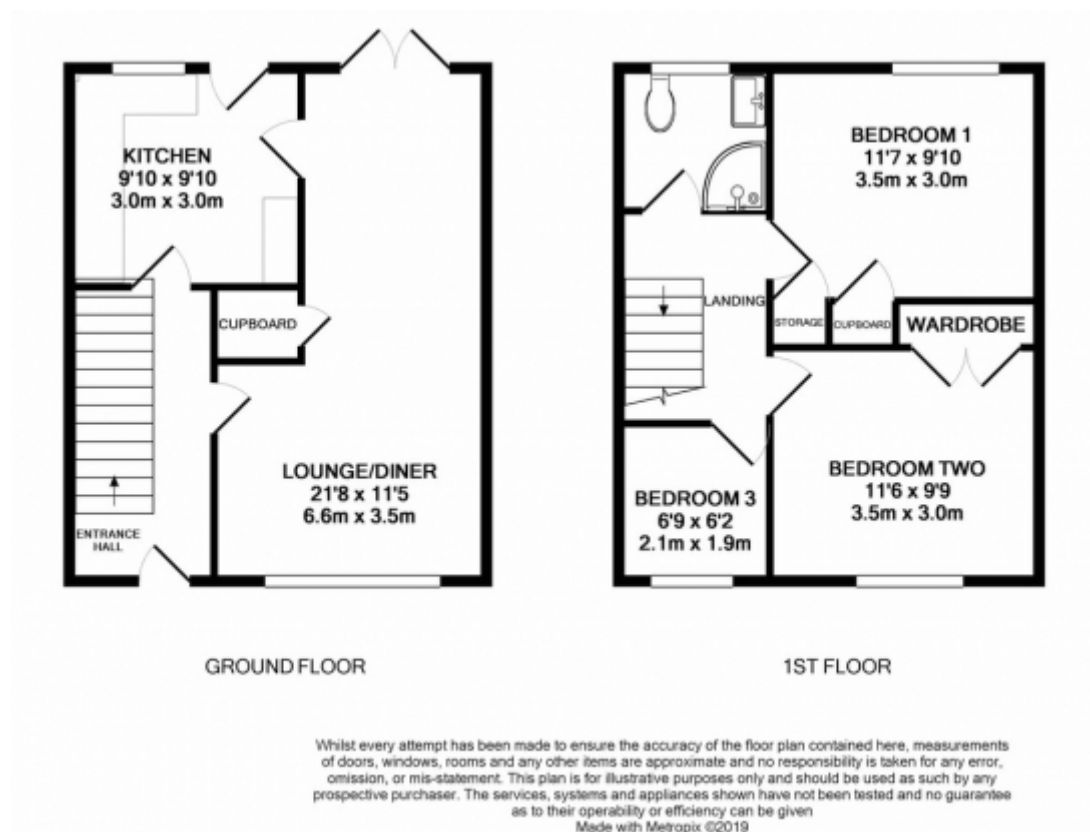 KITCHEN
9'10 x 9'10
3.0m x 3.0m
CUPBOARD
LOUNGE/DINER
21'8 x 11'5
6.6m x 3.5m
ENTRANCE
HALL
GROUND FLOOR
BEDROOM 1
11'7 x 9'10
3.5m x 3.0m
LANDING
STORAGE
CUPBOARD
WARDROBE
BEDROOM TWO
11'6 x 9'9
3.5m x 3.0m
BEDROOM 3
6'9 x 6'2
2.1m x 1.9m
1ST FLOOR
Whilst every attempt has been made to ensure the accuracy of the floor plan contained here, measurements
of doors, windows, rooms and any other items are approximate and no responsibility is taken for any error,
omission, or mis-statement. This plan is for illustrative purposes only and should be used as such by any
prospective purchaser. The services, systems and appliances shown have not been tested and no guarantee
as to their operability or efficiency can be given
Made with Metropix ©2019